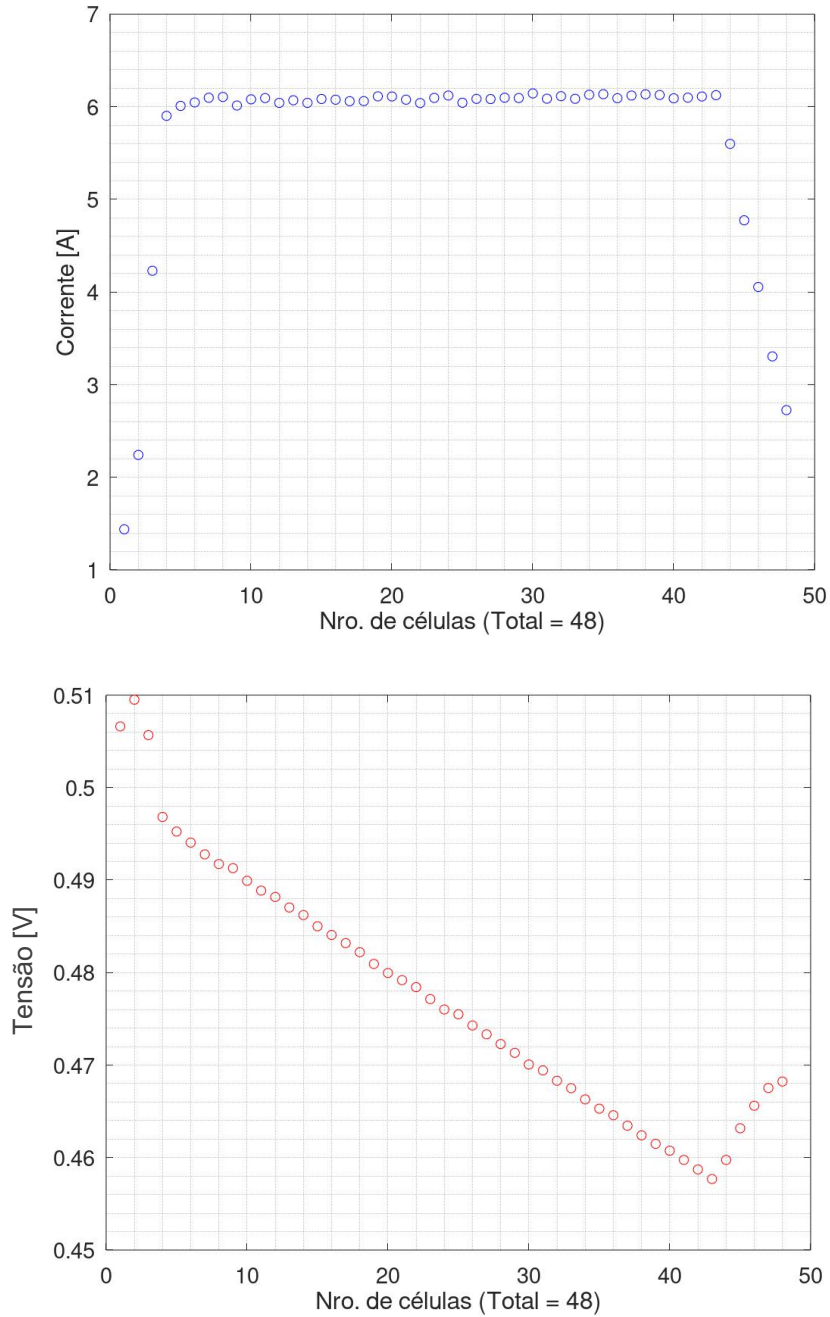 7
6
5
4
3
2
1
Corrente [A]
0 10 20 30 40 50
Nro. de células (Total = 48)
0.51
0.5
0.49
0.48
0.47
0.46
0.45
Tensão [V]
0 10 20 30 40 50
Nro. de células (Total = 48)